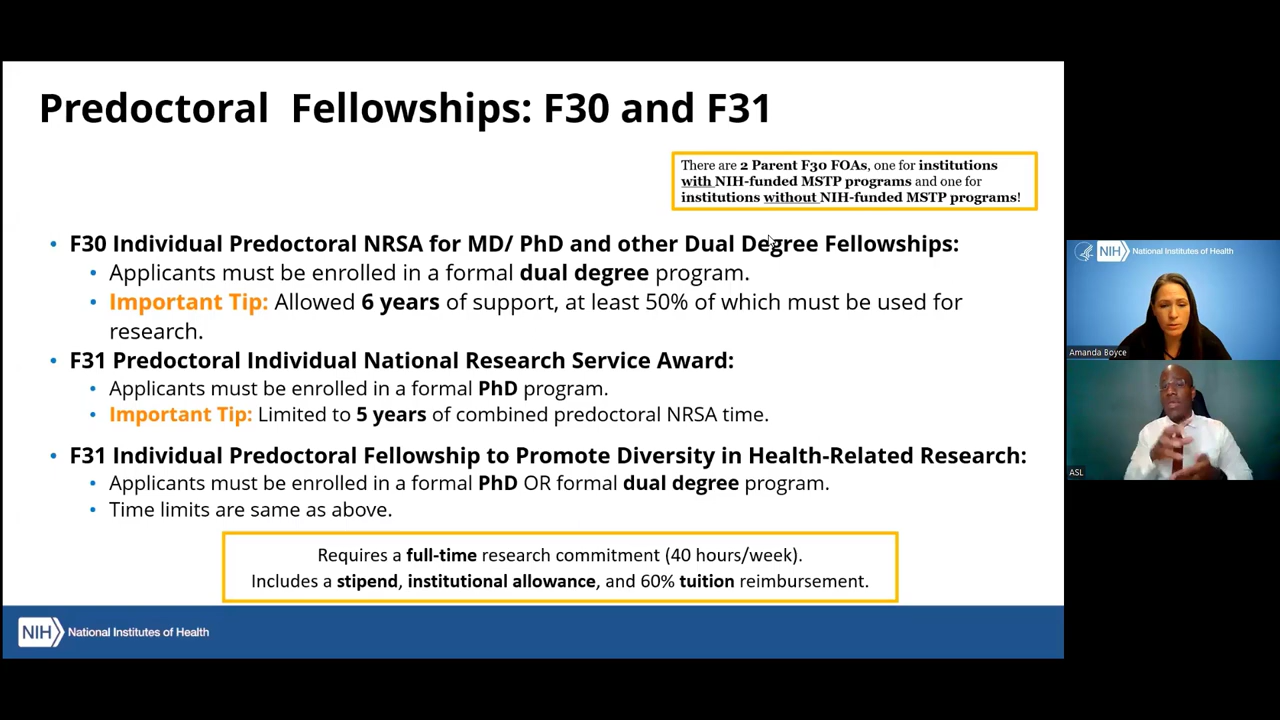 Predoctoral Fellowships: F30 and F31
There are 2 Parent F30 FOAs, one for institutions
with NIH-funded MSTP programs and one for
institutions without NIH-funded MSTP programs!
• F30 Individual Predoctoral NRSA for MD/ PhD and other Dual Degree Fellowships:
• Applicants must be enrolled in a formal dual degree program.
• Important Tip: Allowed 6 years of support, at least 50% of which must be used for
research.
• F31 Predoctoral Individual National Research Service Award:
• Applicants must be enrolled in a formal PhD program.
• Important Tip: Limited to 5 years of combined predoctoral NRSA time.
• F31 Individual Predoctoral Fellowship to Promote Diversity in Health-Related Research:
• Applicants must be enrolled in a formal PhD OR formal dual degree program.
• Time limits are same as above.
Requires a full-time research commitment (40 hours/week).
Includes a stipend, institutional allowance, and 60% tuition reimbursement.
NIH National Institutes of Health
NIH National Institutes of Health
Amanda Boyce
ASL